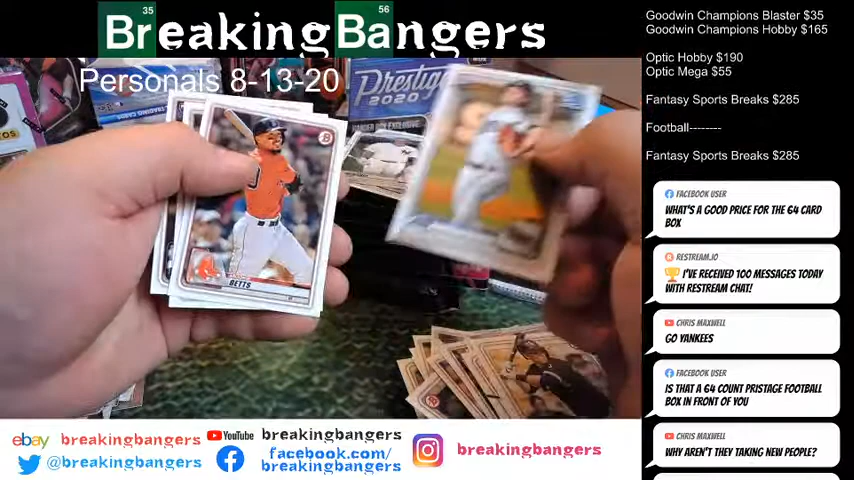 35
56
BreakingBangers
Personals 8-13-20
Prestige
2020
B
BETTS
Goodwin Champions Blaster $35
Goodwin Champions Hobby $165
Optic Hobby $190
Optic Mega $55
Fantasy Sports Breaks $285
Football--------
Fantasy Sports Breaks $285
FACEBOOK USER
WHAT'S A GOOD PRICE FOR THE 64 CARD
BOX
RESTREAM.IO
🏆 I'VE RECEIVED 100 MESSAGES TODAY
WITH RESTREAM CHAT!
CHRIS MAXWELL
GO YANKEES
FACEBOOK USER
IS THAT A 64 COUNT PRISTAGE FOOTBALL
BOX IN FRONT OF YOU
CHRIS MAXWELL
WHY AREN'T THEY TAKING NEW PEOPLE?
ebay breakingbangers
YouTube breakingbangers
@breakingbangers
facebook.com/
breakingbangers
breakingbangers